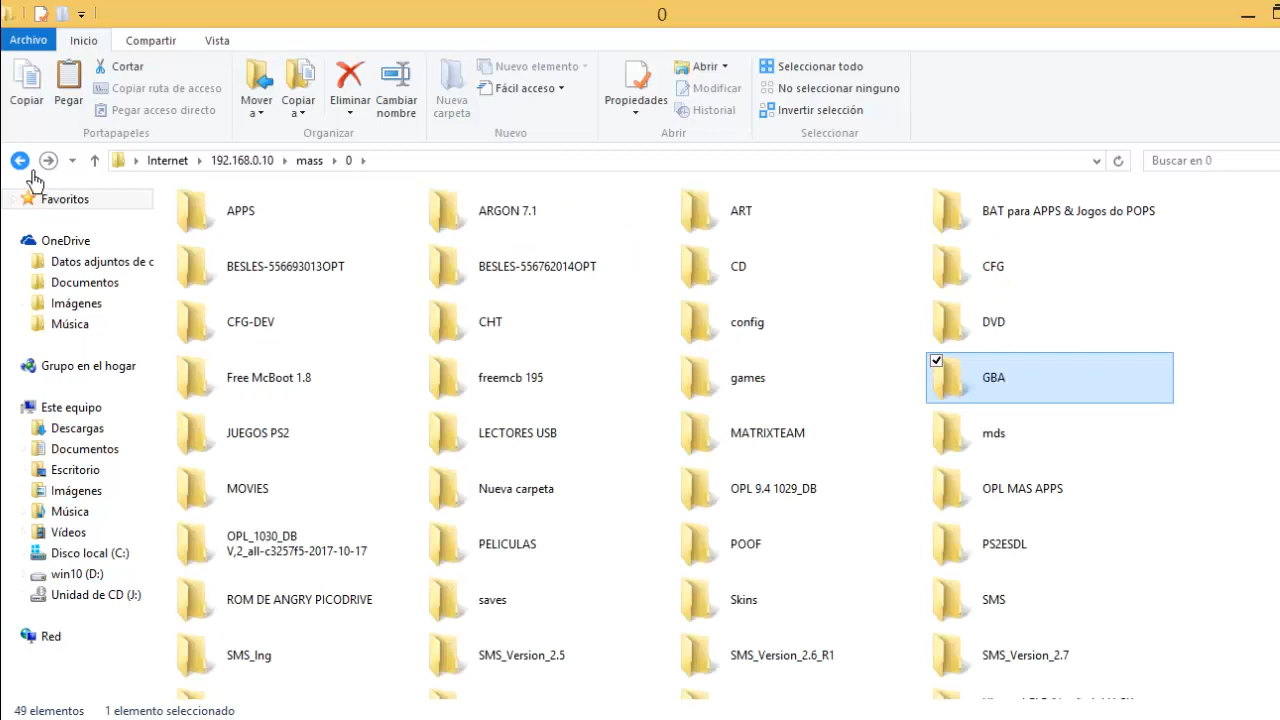 0
Archivo
Inicio
Compartir
Vista
Copiar
Pegar
Cortar
Copiar ruta de acceso
Pegar acceso directo
Portapapeles
Mover a
Copiar a
Eliminar
Cambiar nombre
Organizar
Nueva carpeta
Nuevo elemento
Fácil acceso
Nuevo
Propiedades
Abrir
Modificar
Historial
Abrir
Seleccionar todo
No seleccionar ninguno
Invertir selección
Seleccionar
Internet 192.168.0.10 mass 0
Buscar en 0
Favoritos
OneDrive
Datos adjuntos de c
Documentos
Imágenes
Música
Grupo en el hogar
Este equipo
Descargas
Documentos
Escritorio
Imágenes
Música
Vídeos
Disco local (C:)
win10 (D:)
Unidad de CD (J:)
Red
APPS
ARGON 7.1
ART
BAT para APPS & Jogos do POPS
BESLES-556693013OPT
BESLES-556762014OPT
CD
CFG
CFG-DEV
CHT
config
DVD
Free McBoot 1.8
freemcb 195
games
GBA
JUEGOS PS2
LECTORES USB
MATRIXTEAM
mds
MOVIES
Nueva carpeta
OPL 9.4 1029_DB
OPL MAS APPS
OPL_1030_DB
V,2_all-c3257f5-2017-10-17
PELICULAS
POOF
PS2ESDL
ROM DE ANGRY PICODRIVE
saves
Skins
SMS
SMS_Ing
SMS_Version_2.5
SMS_Version_2.6_R1
SMS_Version_2.7
49 elementos
1 elemento seleccionado